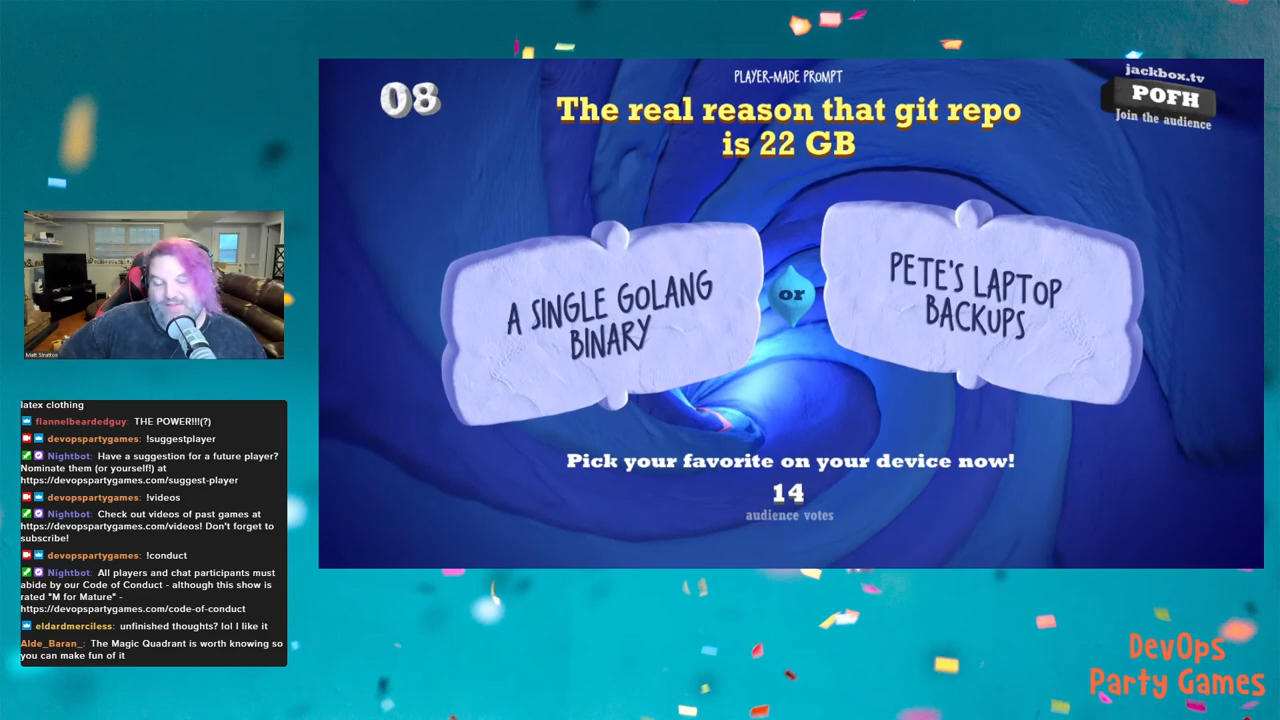 PLAYER-MADE PROMPT
08
The real reason that git repo
is 22 GB
jackbox.tv
POFH
Join the audience
A SINGLE GOLANG
BINARY
or
PETE'S LAPTOP
BACKUPS
Pick your favorite on your device now!
14
audience votes
Matt Stratton
latex clothing
flannelbeardedguy: THE POWER!!!(?)
devopspartygames: !suggestplayer
Nightbot: Have a suggestion for a future player?
Nominate them (or yourself!) at
https://devopspartygames.com/suggest-player
devopspartygames: !videos
Nightbot: Check out videos of past games at
https://devopspartygames.com/videos! Don't forget to
subscribe!
devopspartygames: !conduct
Nightbot: All players and chat participants must
abide by our Code of Conduct - although this show is
rated "M for Mature" -
https://devopspartygames.com/code-of-conduct
eldardmerciless: unfinished thoughts? lol I like it
Alde_Baran_: The Magic Quadrant is worth knowing so
you can make fun of it
DevOps
Party Games